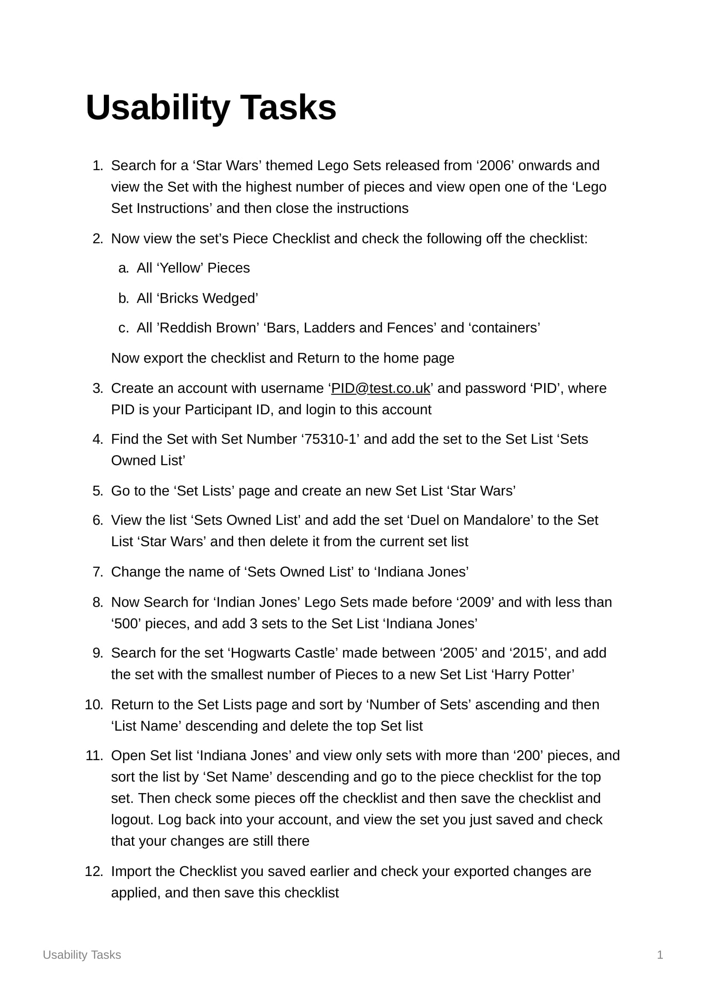 Usability Tasks
1. Search for a ‘Star Wars’ themed Lego Sets released from ‘2006’ onwards and
view the Set with the highest number of pieces and view open one of the ‘Lego
Set Instructions’ and then close the instructions
2. Now view the set’s Piece Checklist and check the following off the checklist:
a. All ‘Yellow’ Pieces
b. All ‘Bricks Wedged’
c. All ’Reddish Brown’ ‘Bars, Ladders and Fences’ and ‘containers’
Now export the checklist and Return to the home page
3. Create an account with username ‘PID@test.co.uk’ and password ‘PID’, where
PID is your Participant ID, and login to this account
4. Find the Set with Set Number ‘75310-1’ and add the set to the Set List ‘Sets
Owned List’
5. Go to the ‘Set Lists’ page and create an new Set List ‘Star Wars’
6. View the list ‘Sets Owned List’ and add the set ‘Duel on Mandalore’ to the Set
List ‘Star Wars’ and then delete it from the current set list
7. Change the name of ‘Sets Owned List’ to ‘Indiana Jones’
8. Now Search for ‘Indian Jones’ Lego Sets made before ‘2009’ and with less than
‘500’ pieces, and add 3 sets to the Set List ‘Indiana Jones’
9. Search for the set ‘Hogwarts Castle’ made between ‘2005’ and ‘2015’, and add
the set with the smallest number of Pieces to a new Set List ‘Harry Potter’
10. Return to the Set Lists page and sort by ‘Number of Sets’ ascending and then
‘List Name’ descending and delete the top Set list
11. Open Set list ‘Indiana Jones’ and view only sets with more than ‘200’ pieces, and
sort the list by ‘Set Name’ descending and go to the piece checklist for the top
set. Then check some pieces off the checklist and then save the checklist and
logout. Log back into your account, and view the set you just saved and check
that your changes are still there
12. Import the Checklist you saved earlier and check your exported changes are
applied, and then save this checklist
Usability Tasks 1